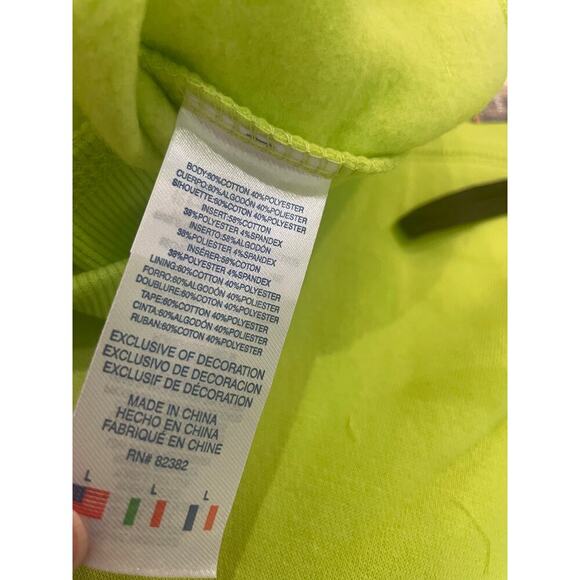 BODY:60%COTTON 40%POLYESTER
CUERPO:60%ALGODÓN 40%POLIESTER
SILHOUETTE:60%COTON 40%POLYESTER
INSERT:58%COTTON
38%POLYESTER 4%SPANDEX
INSERTO:58%ALGODÓN
38%POLIESTER 4%SPANDEX
INSÉRER:58%COTON
38%POLYESTER 4%SPANDEX
LINING:60%COTTON 40%POLYESTER
FORRO:60%ALGODÓN 40%POLIESTER
DOUBLURE:60%COTON 40%POLYESTER
TAPE:60%COTTON 40%POLYESTER
CINTA:60%ALGODÓN 40%POLIESTER
RUBAN:60%COTON 40%POLYESTER
EXCLUSIVE OF DECORATION
EXCLUSIVO DE DECORACION
EXCLUSIF DE DECORATION
MADE IN CHINA
HECHO EN CHINA
FABRIQUÉ EN CHINE
RN# 82382
L L L